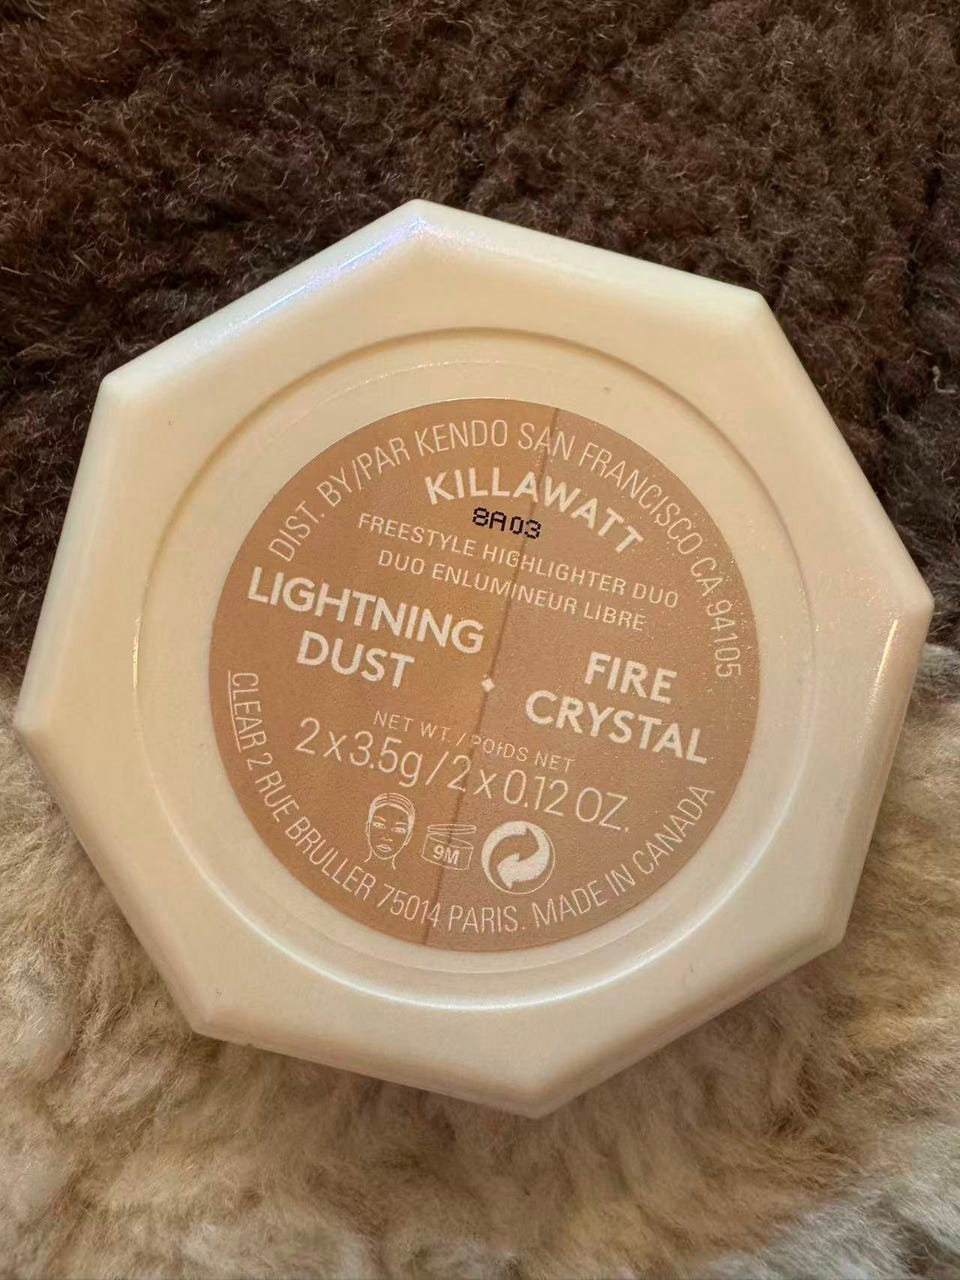 DIST. BY/PAR KENDO SAN FRANCISCO CA 94105
KILLAWATT
8A03
FREESTYLE HIGHLIGHTER DUO
DUO ENLUMINEUR LIBRE
LIGHTNING
DUST
FIRE
CRYSTAL
NET WT. / POIDS NET
2 x 3.5g / 2 x 0.12 OZ.
9M
CLEAR 2 RUE BRULLER 75014 PARIS. MADE IN CANADA